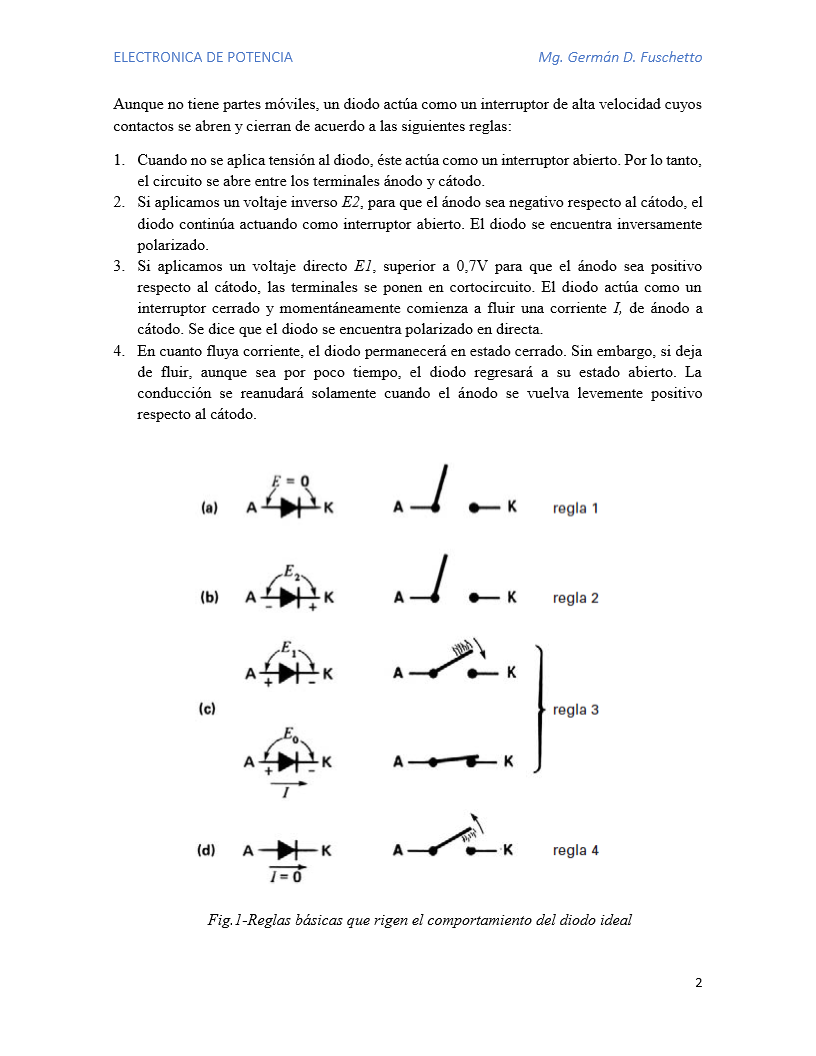 ELECTRONICA DE POTENCIA Mg. Germán D. Fuschetto
Aunque no tiene partes móviles, un diodo actúa como un interruptor de alta velocidad cuyos
contactos se abren y cierran de acuerdo a las siguientes reglas:
1. Cuando no se aplica tensión al diodo, éste actúa como un interruptor abierto. Por lo tanto,
el circuito se abre entre los terminales ánodo y cátodo.
2. Si aplicamos un voltaje inverso E2, para que el ánodo sea negativo respecto al cátodo, el
diodo continúa actuando como interruptor abierto. El diodo se encuentra inversamente
polarizado.
3. Si aplicamos un voltaje directo E1, superior a 0,7V para que el ánodo sea positivo
respecto al cátodo, las terminales se ponen en cortocircuito. El diodo actúa como un
interruptor cerrado y momentáneamente comienza a fluir una corriente I, de ánodo a
cátodo. Se dice que el diodo se encuentra polarizado en directa.
4. En cuanto fluya corriente, el diodo permanecerá en estado cerrado. Sin embargo, si deja
de fluir, aunque sea por poco tiempo, el diodo regresará a su estado abierto. La
conducción se reanudará solamente cuando el ánodo se vuelva levemente positivo
respecto al cátodo.
E = 0
(a) A K A K regla 1
E₂
(b) A K A K regla 2
- +
E₁
A K A K
+ -
(c) regla 3
E₀
A K A K
+ -
I
(d) A K A K regla 4
I = 0
Fig.1-Reglas básicas que rigen el comportamiento del diodo ideal
2